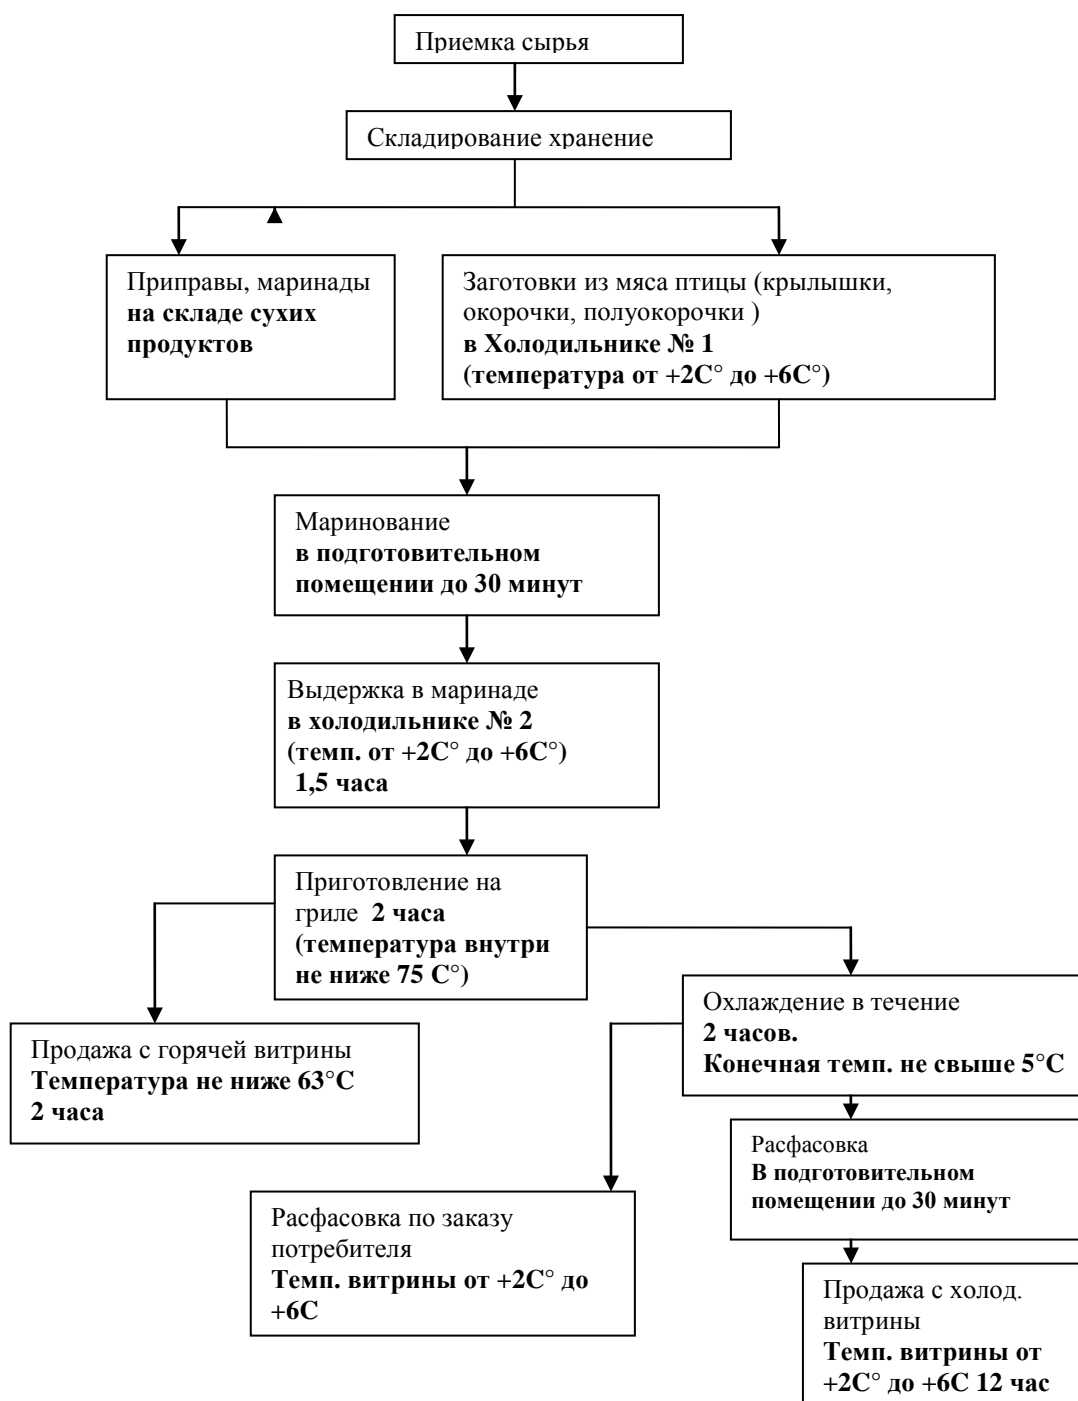 Приемка сырья
Складирование хранение
Приправы, маринады
на складе сухих
продуктов
Заготовки из мяса птицы (крылышки,
окорочки, полуокорочки )
в Холодильнике № 1
(температура от +2С° до +6С°)
Маринование
в подготовительном
помещении до 30 минут
Выдержка в маринаде
в холодильнике № 2
(темп. от +2С° до +6С°)
1,5 часа
Приготовление на
гриле 2 часа
(температура внутри
не ниже 75 С°)
Охлаждение в течение
2 часов.
Конечная темп. не свыше 5°С
Продажа с горячей витрины
Температура не ниже 63°С
2 часа
Расфасовка
В подготовительном
помещении до 30 минут
Расфасовка по заказу
потребителя
Темп. витрины от +2С° до
+6С
Продажа с холод.
витрины
Темп. витрины от
+2С° до +6С 12 час